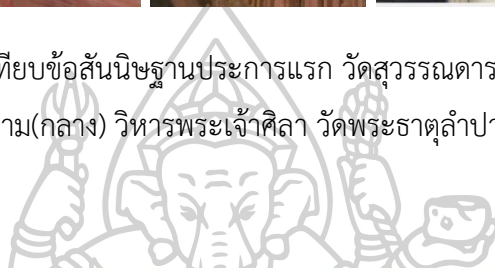 ทียบข้อสันนิษฐานประการแรก วัดสุวรรณดาร
าม(กลาง) วิหารพระเจ้าศิลา วัดพระธาตุลำปา